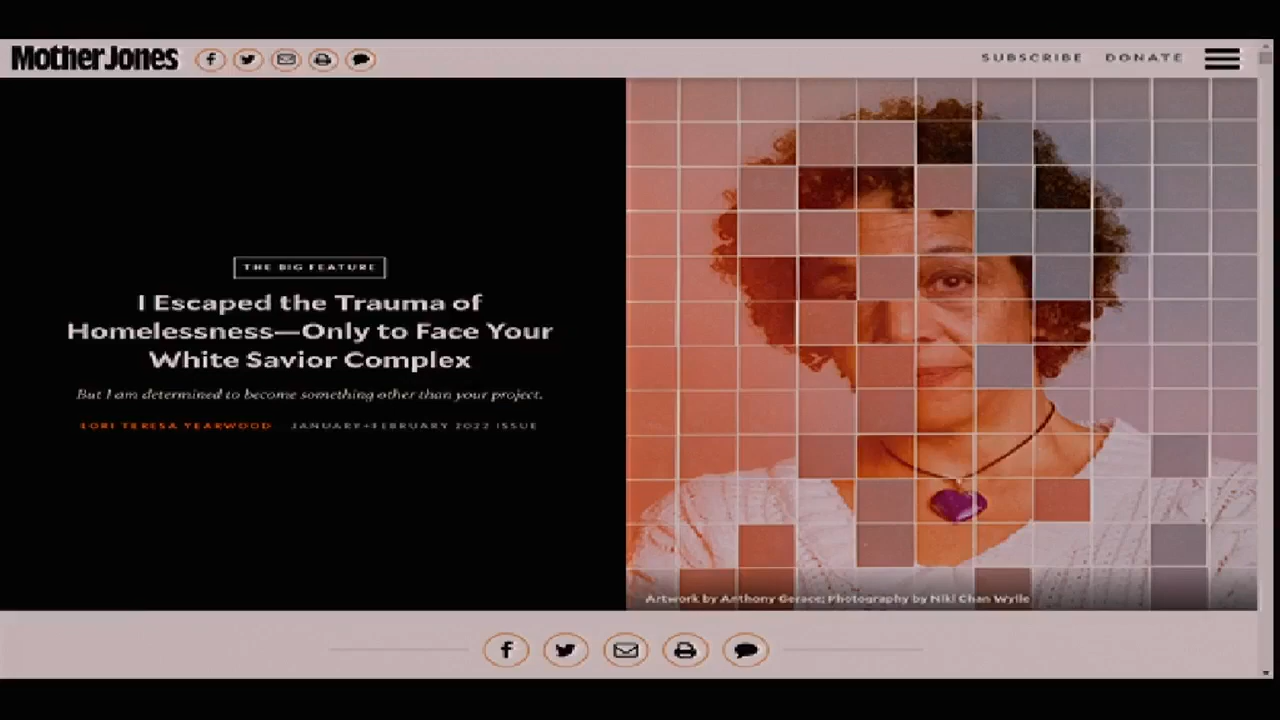 Mother Jones
SUBSCRIBE DONATE
THE BIG FEATURE
I Escaped the Trauma of
Homelessness—Only to Face Your
White Savior Complex
But I am determined to become something other than your project.
LORI TERESA YEARWOOD JANUARY+FEBRUARY 2022 ISSUE
Artwork by Anthony Gerace; Photography by Niki Chan Wylie